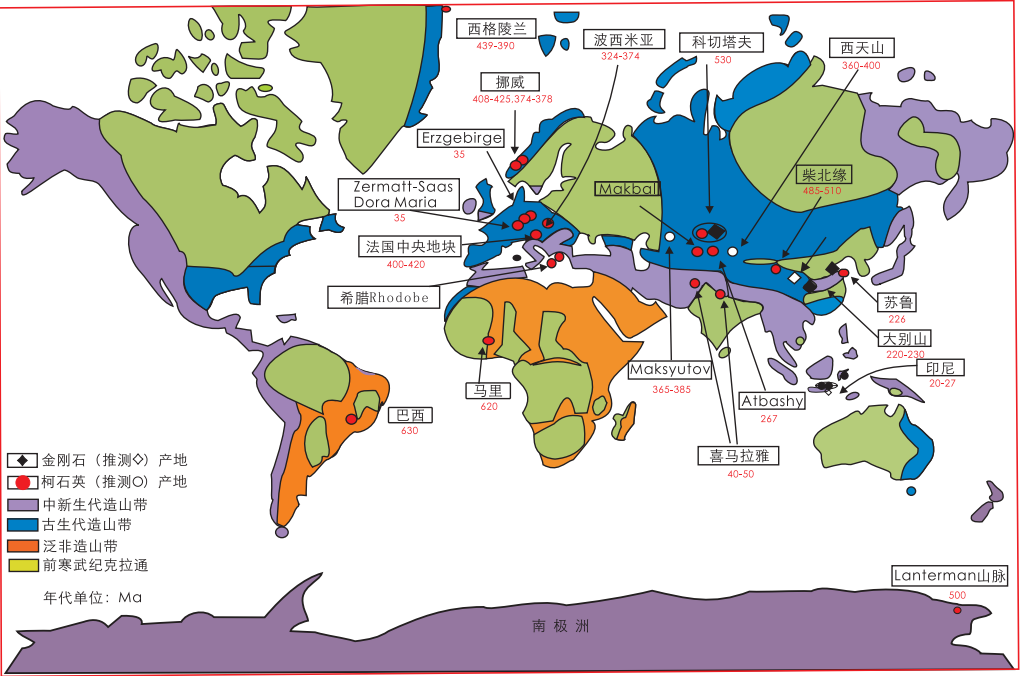 西格陵兰
439-390
波西米亚
324-374
科切塔夫
530
西天山
360-400
挪威
408-425,374-378
Erzgebirge
35
柴北缘
485-510
Zermatt-Saas
Dora Maria
35
Makball
法国中央地块
400-420
希腊Rhodobe
苏鲁
226
大别山
220-230
印尼
20-27
Maksyutov
365-385
Atbashy
267
马里
620
巴西
630
喜马拉雅
40-50
金刚石（推测◇）产地
柯石英（推测○）产地
中新生代造山带
古生代造山带
泛非造山带
前寒武纪克拉通
年代单位：Ma
Lanterman山脉
500
南极洲